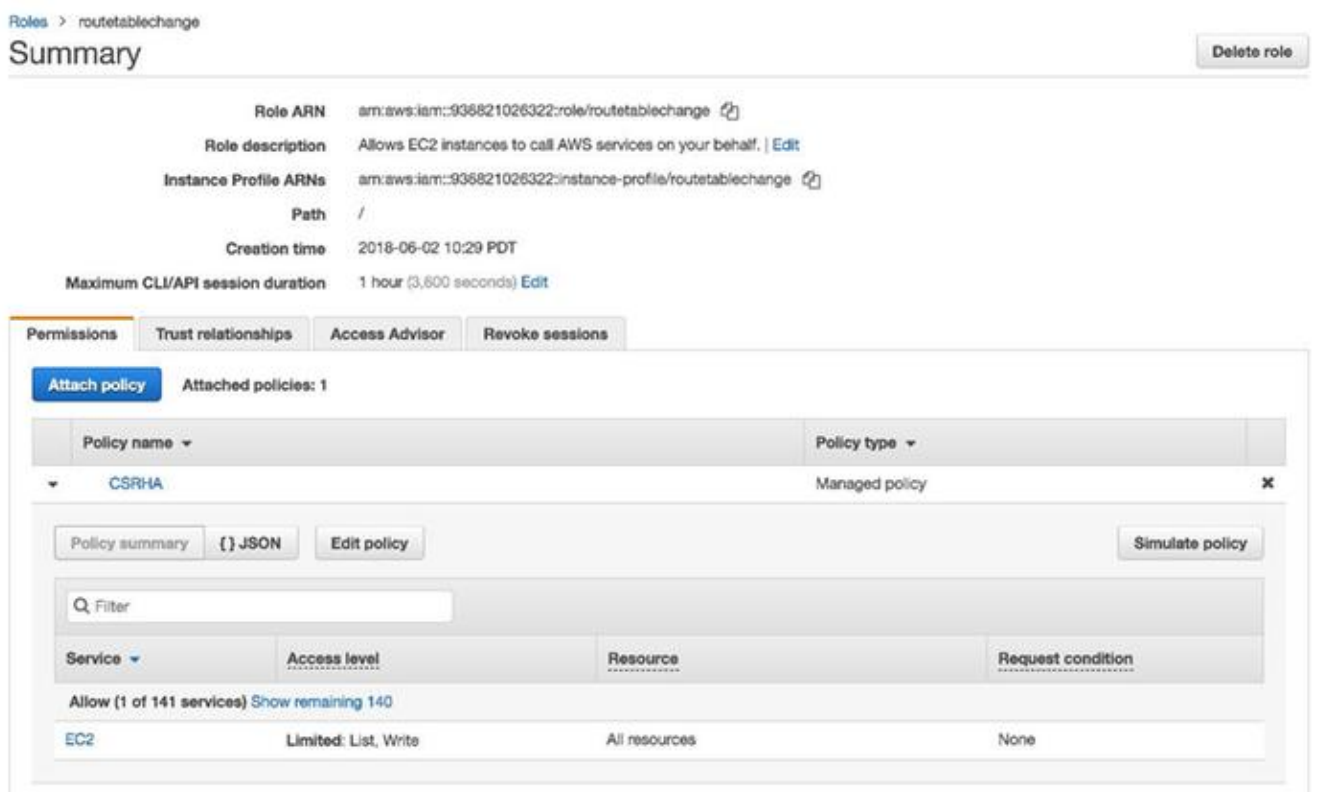 Roles > routetablechange
Summary
Delete role
Role ARN arn:aws:iam::936821026322:role/routetablechange
Role description Allows EC2 instances to call AWS services on your behalf. | Edit
Instance Profile ARNs arn:aws:iam::936821026322:instance-profile/routetablechange
Path /
Creation time 2018-06-02 10:29 PDT
Maximum CLI/API session duration 1 hour (3,600 seconds) Edit
Permissions Trust relationships Access Advisor Revoke sessions
Attach policy Attached policies: 1
Policy name Policy type
CSRHA Managed policy
Policy summary {} JSON Edit policy Simulate policy
Filter
Service Access level Resource Request condition
Allow (1 of 141 services) Show remaining 140
EC2 Limited: List, Write All resources None